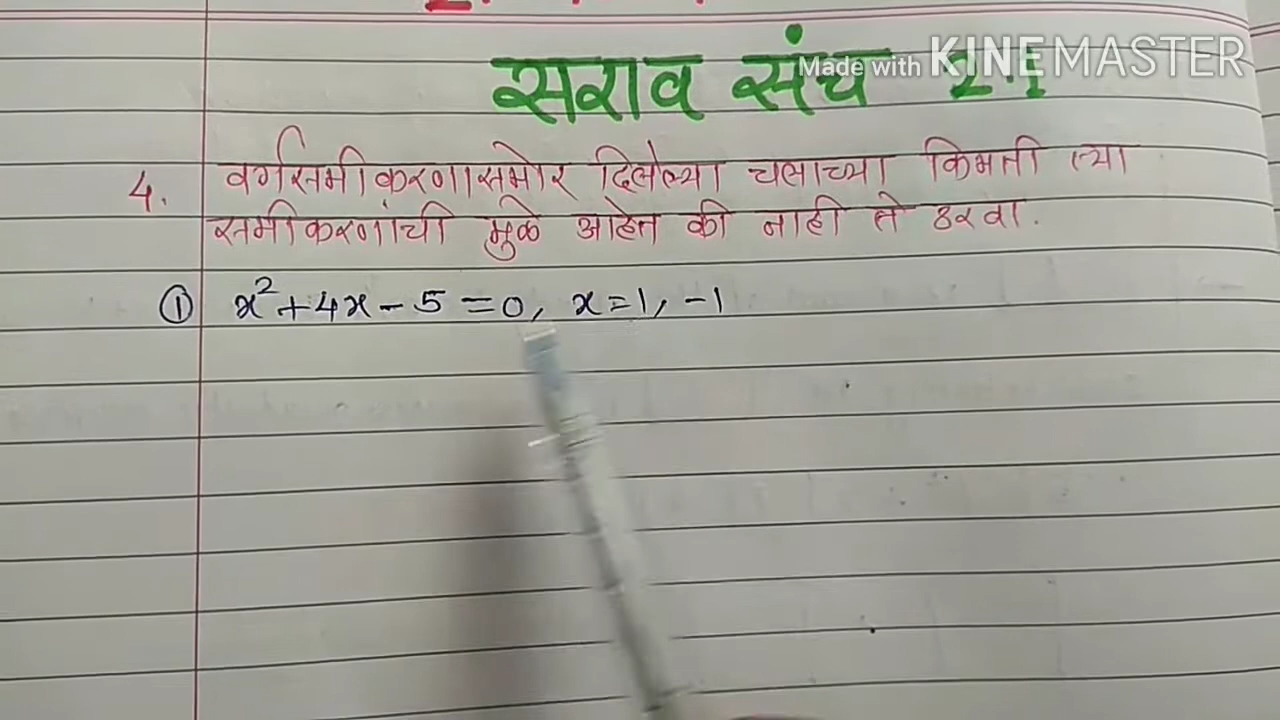 सराव संच 2.1
Made with KINEMASTER
4. वर्गसमीकरणासमोर दिलेल्या चलाच्या किमती त्या
समीकरणांची मुळे आहेत की नाही ते ठरवा.
① x² + 4x - 5 = 0, x = 1, -1